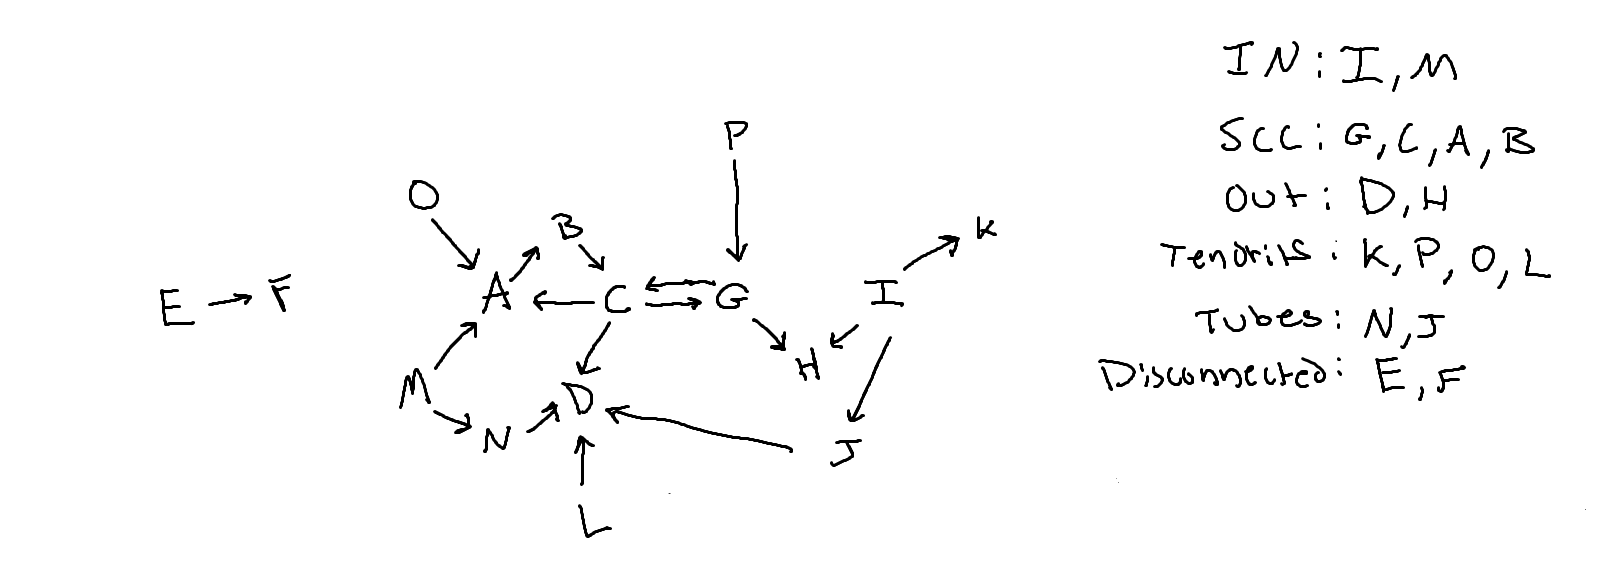 IN: I, M
P
SCC: G, C, A, B
O
Out: D, H
B
K
Tendrils: K, P, O, L
E
F
A
C
G
I
Tubes: N, J
H
M
D
Disconnected: E, F
N
J
L